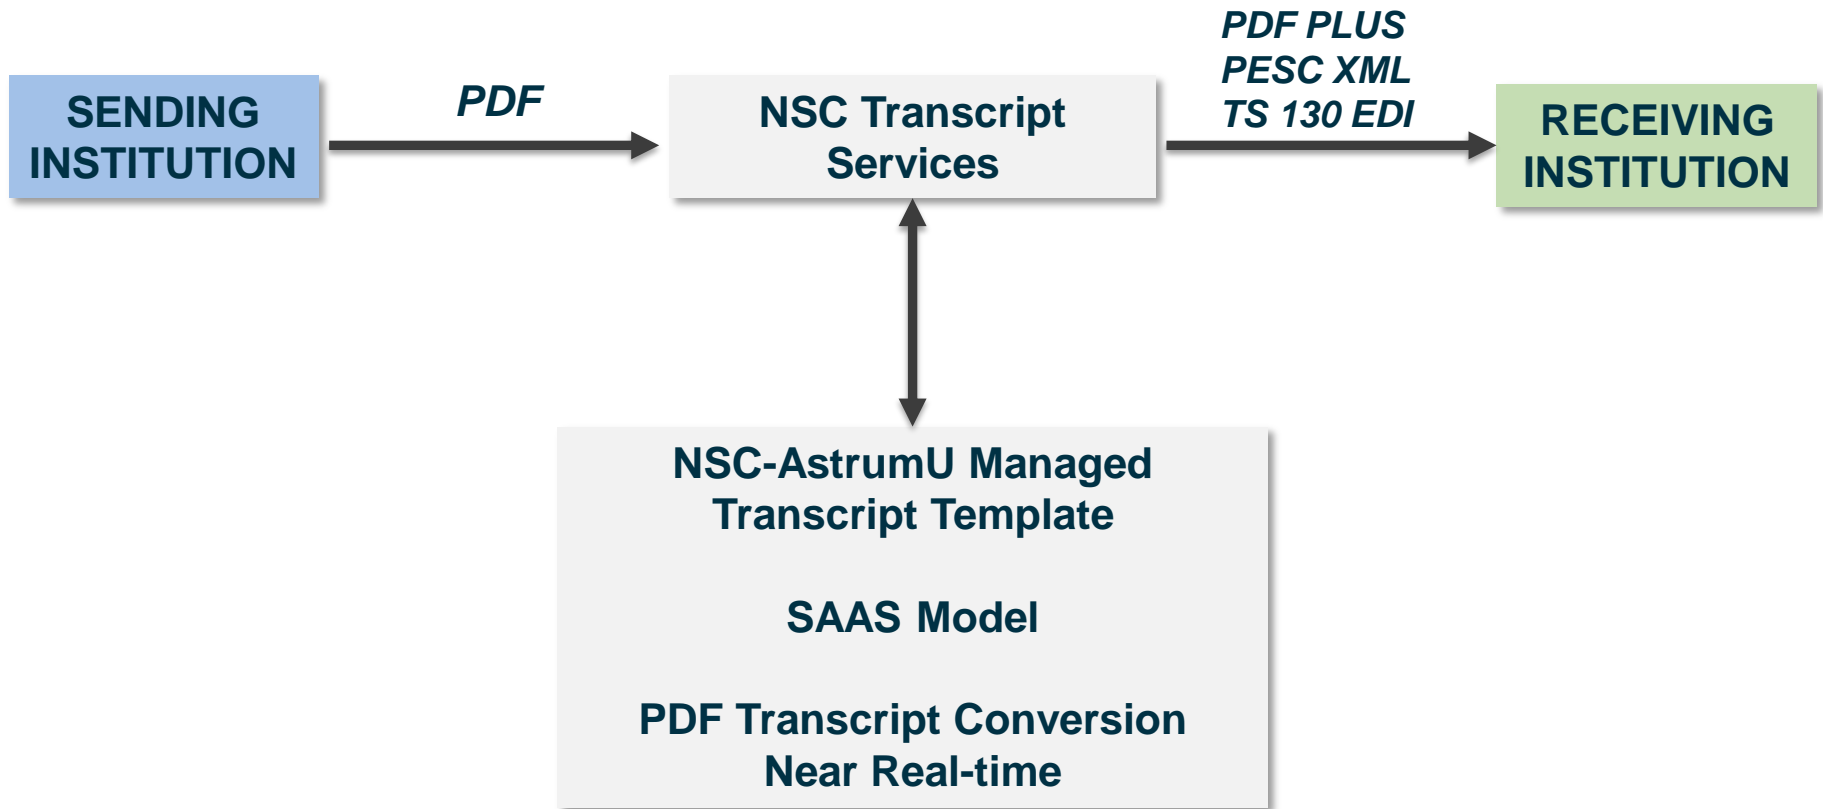 SENDING
INSTITUTION
PDF
NSC Transcript
Services
PDF PLUS
PESC XML
TS 130 EDI
RECEIVING
INSTITUTION
NSC-AstrumU Managed
Transcript Template
SAAS Model
PDF Transcript Conversion
Near Real-time